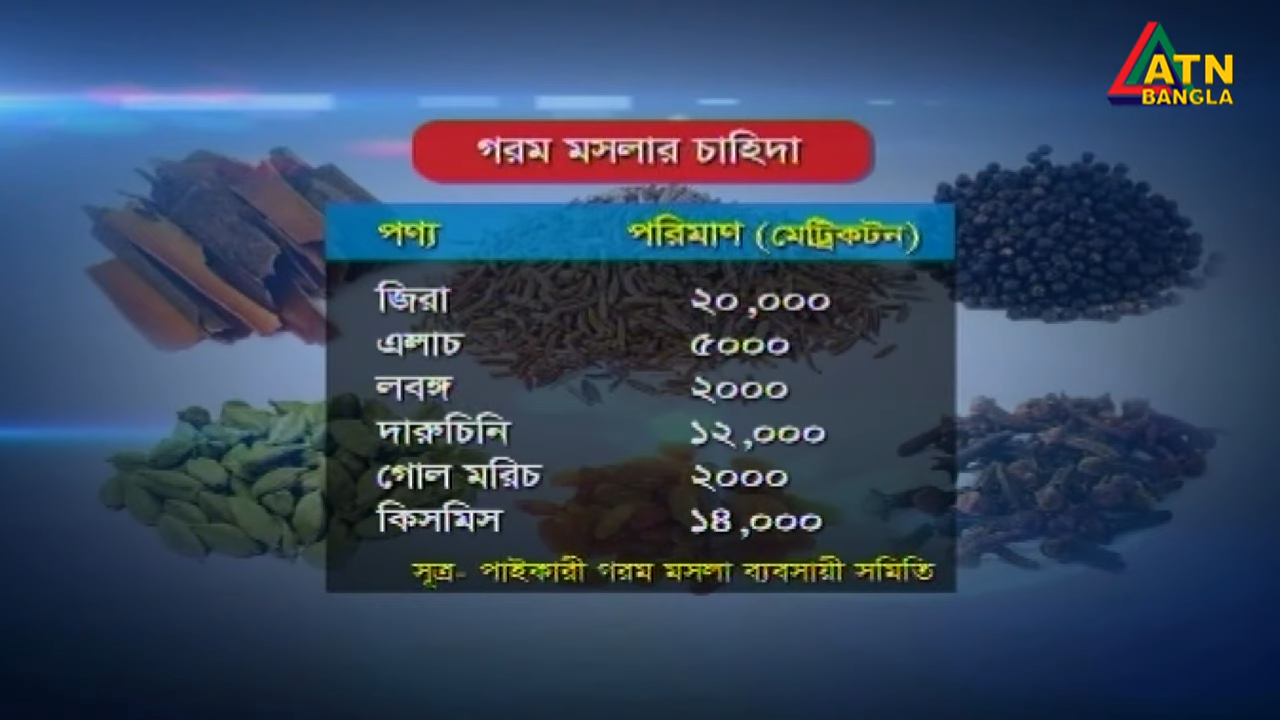 ATN
BANGLA
গরম মসলার চাহিদা
পণ্য পরিমাণ (মেট্রিকটন)
জিরা ২০,০০০
এলাচ ৫০০০
লবঙ্গ ২০০০
দারুচিনি ১২,০০০
গোল মরিচ ২০০০
কিসমিস ১৪,০০০
সূত্র- পাইকারী গরম মসলা ব্যবসায়ী সমিতি